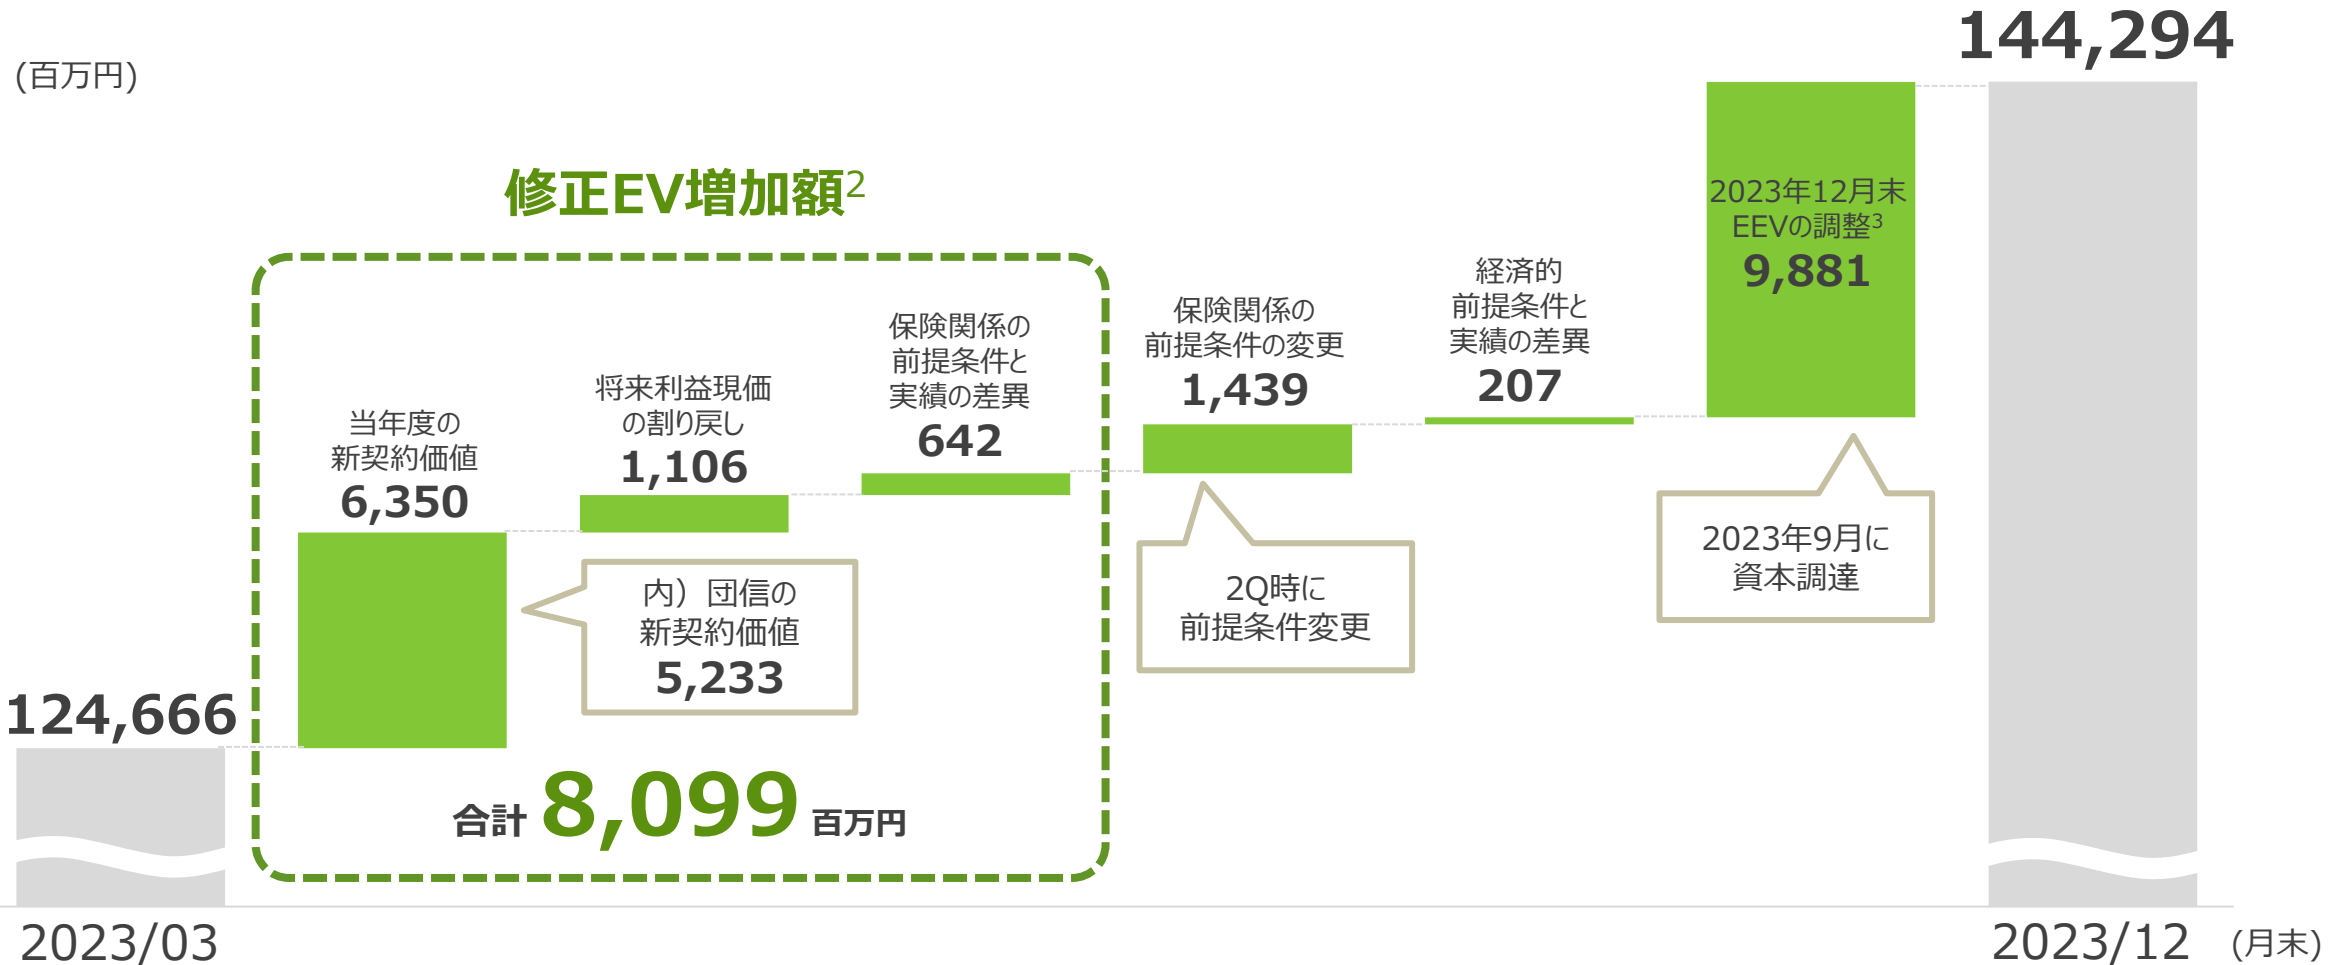 (百万円)
124,666
修正EV増加額2
当年度の
新契約価値
6,350
内）団信の
新契約価値
5,233
将来利益現価
の割り戻し
1,106
保険関係の
前提条件と
実績の差異
642
合計 8,099 百万円
保険関係の
前提条件の変更
1,439
2Q時に
前提条件変更
経済的
前提条件と
実績の差異
207
2023年12月末
EEVの調整3
9,881
2023年9月に
資本調達
144,294
2023/03
2023/12
(月末)